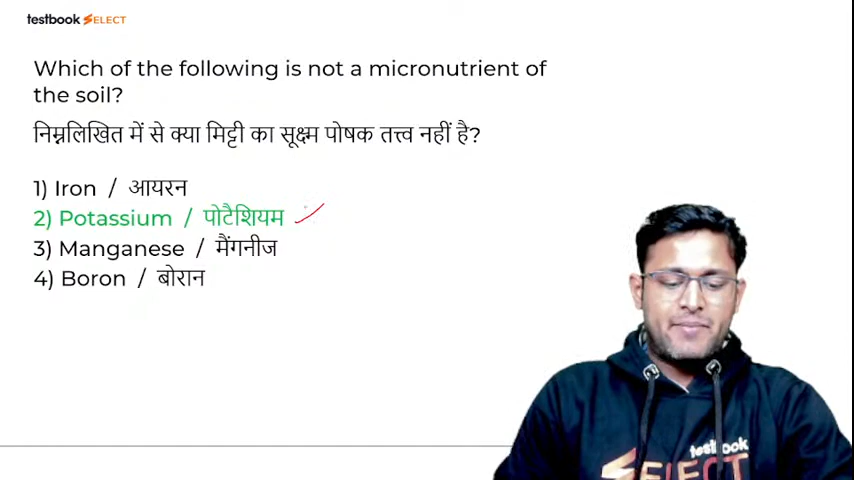 testbook SELECT
Which of the following is not a micronutrient of
the soil?
निम्नलिखित में से क्या मिट्टी का सूक्ष्म पोषक तत्त्व नहीं है?
1) Iron / आयरन
2) Potassium / पोटैशियम
3) Manganese / मैंगनीज
4) Boron / बोरान
testbook
SELECT